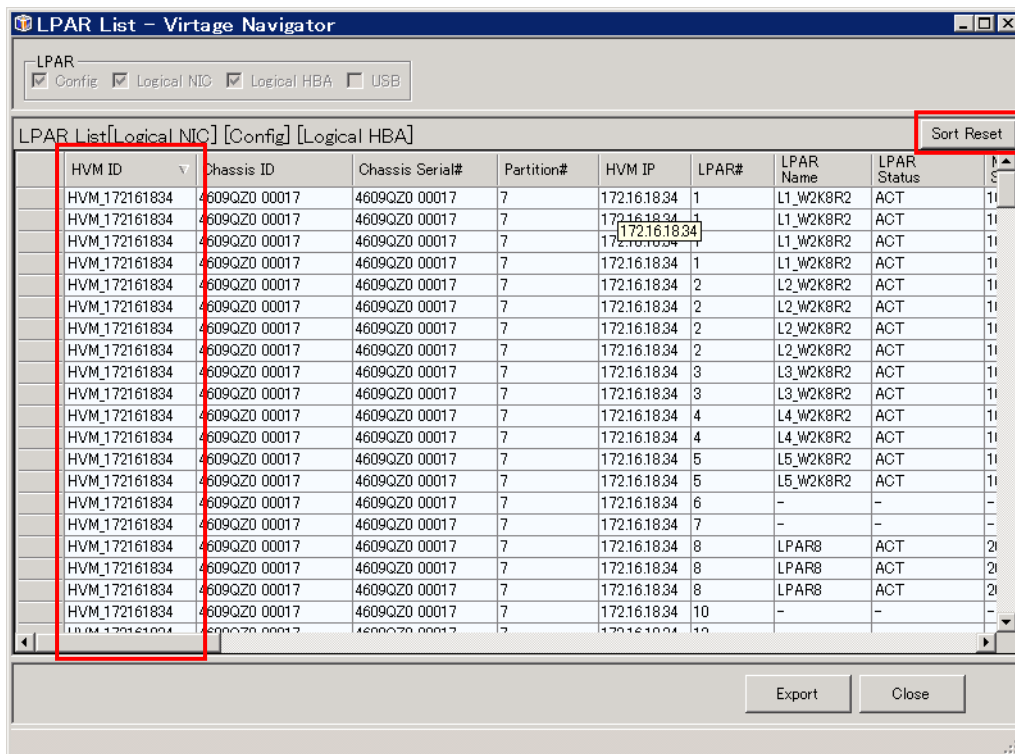 LPAR List - Virtage Navigator
LPAR
Config Logical NIC Logical HBA USB
LPAR List[Logical NIC] [Config] [Logical HBA] Sort Reset
HVM ID Chassis ID Chassis Serial# Partition# HVM IP LPAR# LPAR Name LPAR Status
HVM_172161834 4609QZ0 00017 4609QZ0 00017 7 172.16.18.34 1 L1_W2K8R2 ACT
HVM_172161834 4609QZ0 00017 4609QZ0 00017 7 172.16.18.34 1 L1_W2K8R2 ACT
172.16.18.34
HVM_172161834 4609QZ0 00017 4609QZ0 00017 7 172.16.18.34 1 L1_W2K8R2 ACT
HVM_172161834 4609QZ0 00017 4609QZ0 00017 7 172.16.18.34 1 L1_W2K8R2 ACT
HVM_172161834 4609QZ0 00017 4609QZ0 00017 7 172.16.18.34 2 L2_W2K8R2 ACT
HVM_172161834 4609QZ0 00017 4609QZ0 00017 7 172.16.18.34 2 L2_W2K8R2 ACT
HVM_172161834 4609QZ0 00017 4609QZ0 00017 7 172.16.18.34 2 L2_W2K8R2 ACT
HVM_172161834 4609QZ0 00017 4609QZ0 00017 7 172.16.18.34 2 L2_W2K8R2 ACT
HVM_172161834 4609QZ0 00017 4609QZ0 00017 7 172.16.18.34 3 L3_W2K8R2 ACT
HVM_172161834 4609QZ0 00017 4609QZ0 00017 7 172.16.18.34 3 L3_W2K8R2 ACT
HVM_172161834 4609QZ0 00017 4609QZ0 00017 7 172.16.18.34 4 L4_W2K8R2 ACT
HVM_172161834 4609QZ0 00017 4609QZ0 00017 7 172.16.18.34 4 L4_W2K8R2 ACT
HVM_172161834 4609QZ0 00017 4609QZ0 00017 7 172.16.18.34 5 L5_W2K8R2 ACT
HVM_172161834 4609QZ0 00017 4609QZ0 00017 7 172.16.18.34 5 L5_W2K8R2 ACT
HVM_172161834 4609QZ0 00017 4609QZ0 00017 7 172.16.18.34 6 - - -
HVM_172161834 4609QZ0 00017 4609QZ0 00017 7 172.16.18.34 7 - - -
HVM_172161834 4609QZ0 00017 4609QZ0 00017 7 172.16.18.34 8 LPAR8 ACT
HVM_172161834 4609QZ0 00017 4609QZ0 00017 7 172.16.18.34 8 LPAR8 ACT
HVM_172161834 4609QZ0 00017 4609QZ0 00017 7 172.16.18.34 8 LPAR8 ACT
HVM_172161834 4609QZ0 00017 4609QZ0 00017 7 172.16.18.34 10 - - -
Export Close